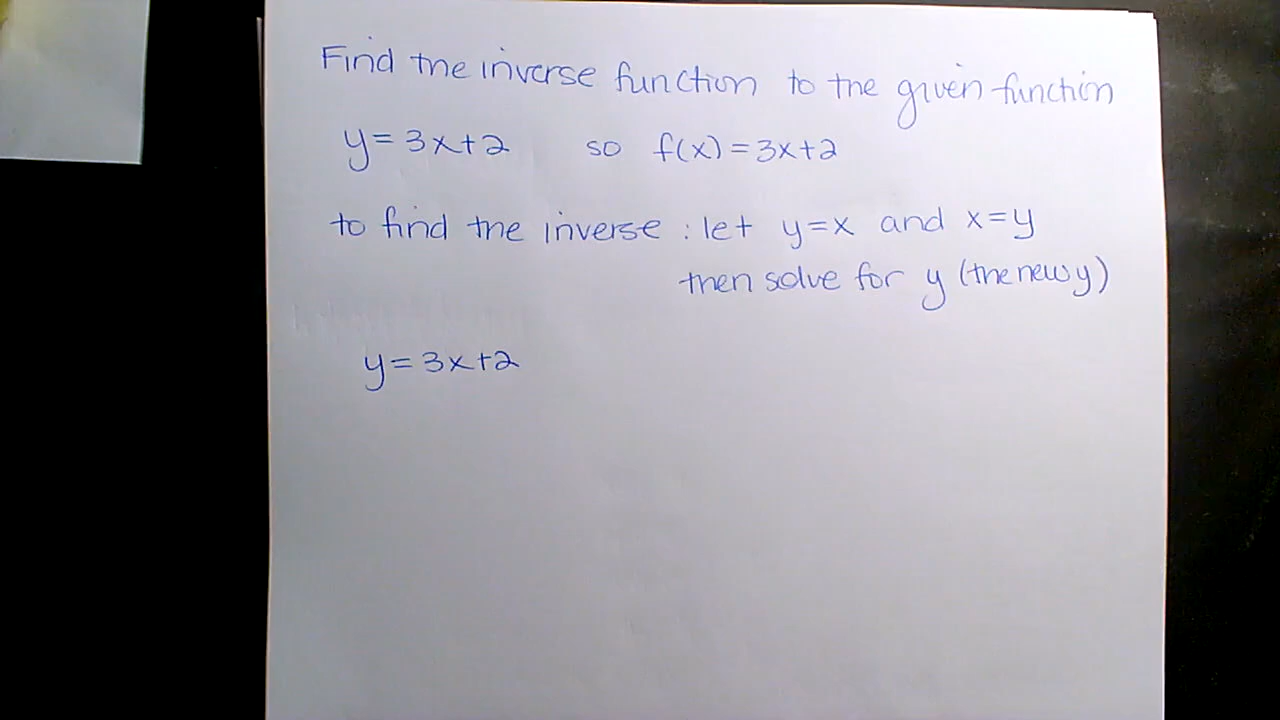 Find the inverse function to the given function
y = 3x+2 so f(x) = 3x+2
to find the inverse : let y=x and x=y
then solve for y (the new y)
y = 3x+2